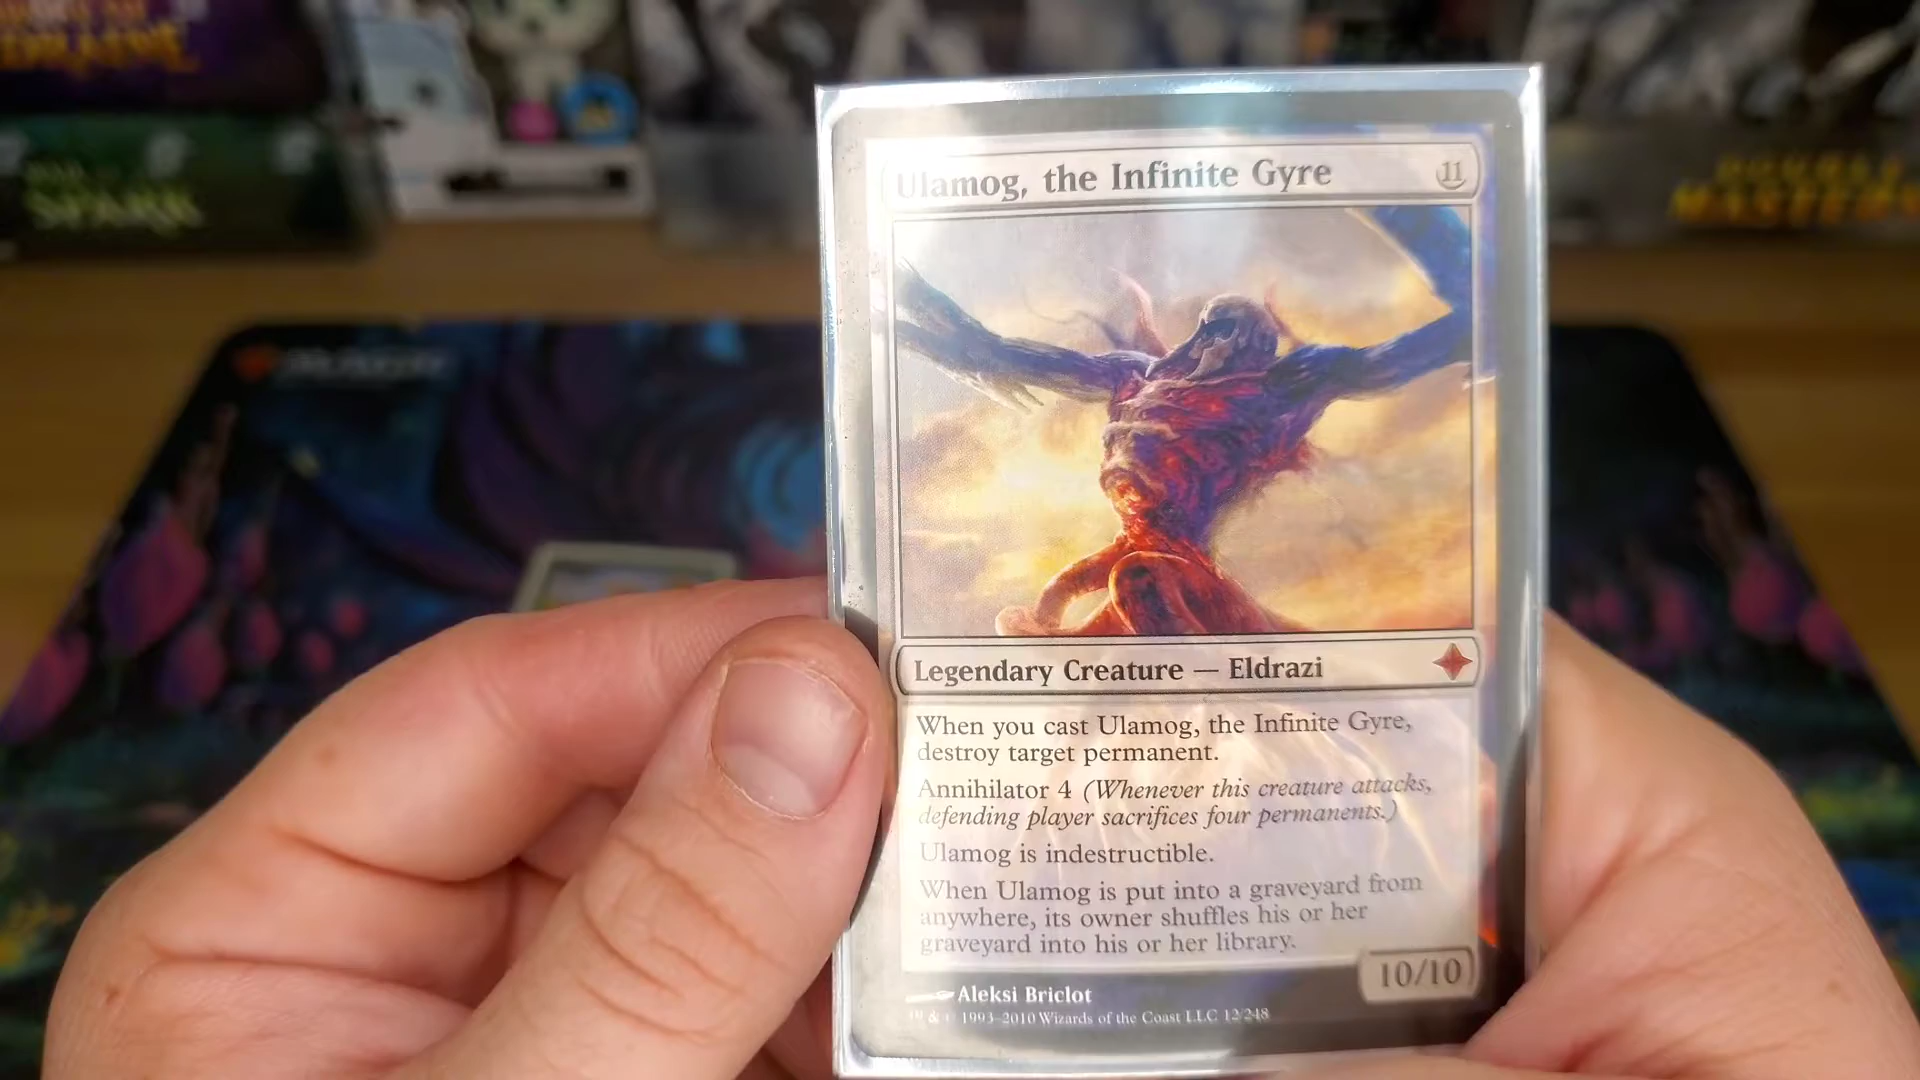 SPARK
Ulamog, the Infinite Gyre
11
Legendary Creature — Eldrazi
When you cast Ulamog, the Infinite Gyre,
destroy target permanent.
Annihilator 4 (Whenever this creature attacks,
defending player sacrifices four permanents.)
Ulamog is indestructible.
When Ulamog is put into a graveyard from
anywhere, its owner shuffles his or her
graveyard into his or her library.
10/10
Aleksi Briclot
& 1993–2010 Wizards of the Coast LLC 12/248